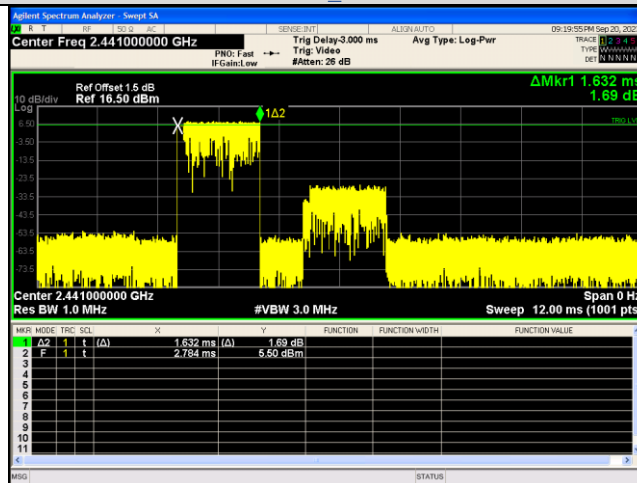 Agilent Spectrum Analyzer - Swept SA
R T RF 50 Ω AC SENSE:INT ALIGN AUTO 09:19:55 PM Sep 20, 202
Center Freq 2.441000000 GHz
PNO: Fast
IFGain:Low
Trig Delay-3.000 ms
Trig: Video
#Atten: 26 dB
Avg Type: Log-Pwr
TRACE 1 2 3 4 5
TYPE
DET N N N N N
ΔMkr1 1.632 ms
1.69 dB
Ref Offset 1.5 dB
Ref 16.50 dBm
10 dB/div
Log
1Δ2
TRIG LVL
6.50
-3.50
-13.5
-23.5
-33.5
-43.5
-53.5
-63.5
-73.5
Center 2.441000000 GHz
Span 0 Hz
Res BW 1.0 MHz
#VBW 3.0 MHz
Sweep 12.00 ms (1001 pts)
MKR MODE TRC SCL X Y FUNCTION FUNCTION WIDTH FUNCTION VALUE
1 Δ2 1 t (Δ) 1.632 ms (Δ) 1.69 dB
2 F 1 t 2.784 ms 5.50 dBm
3
4
5
6
7
8
9
10
11
MSG STATUS